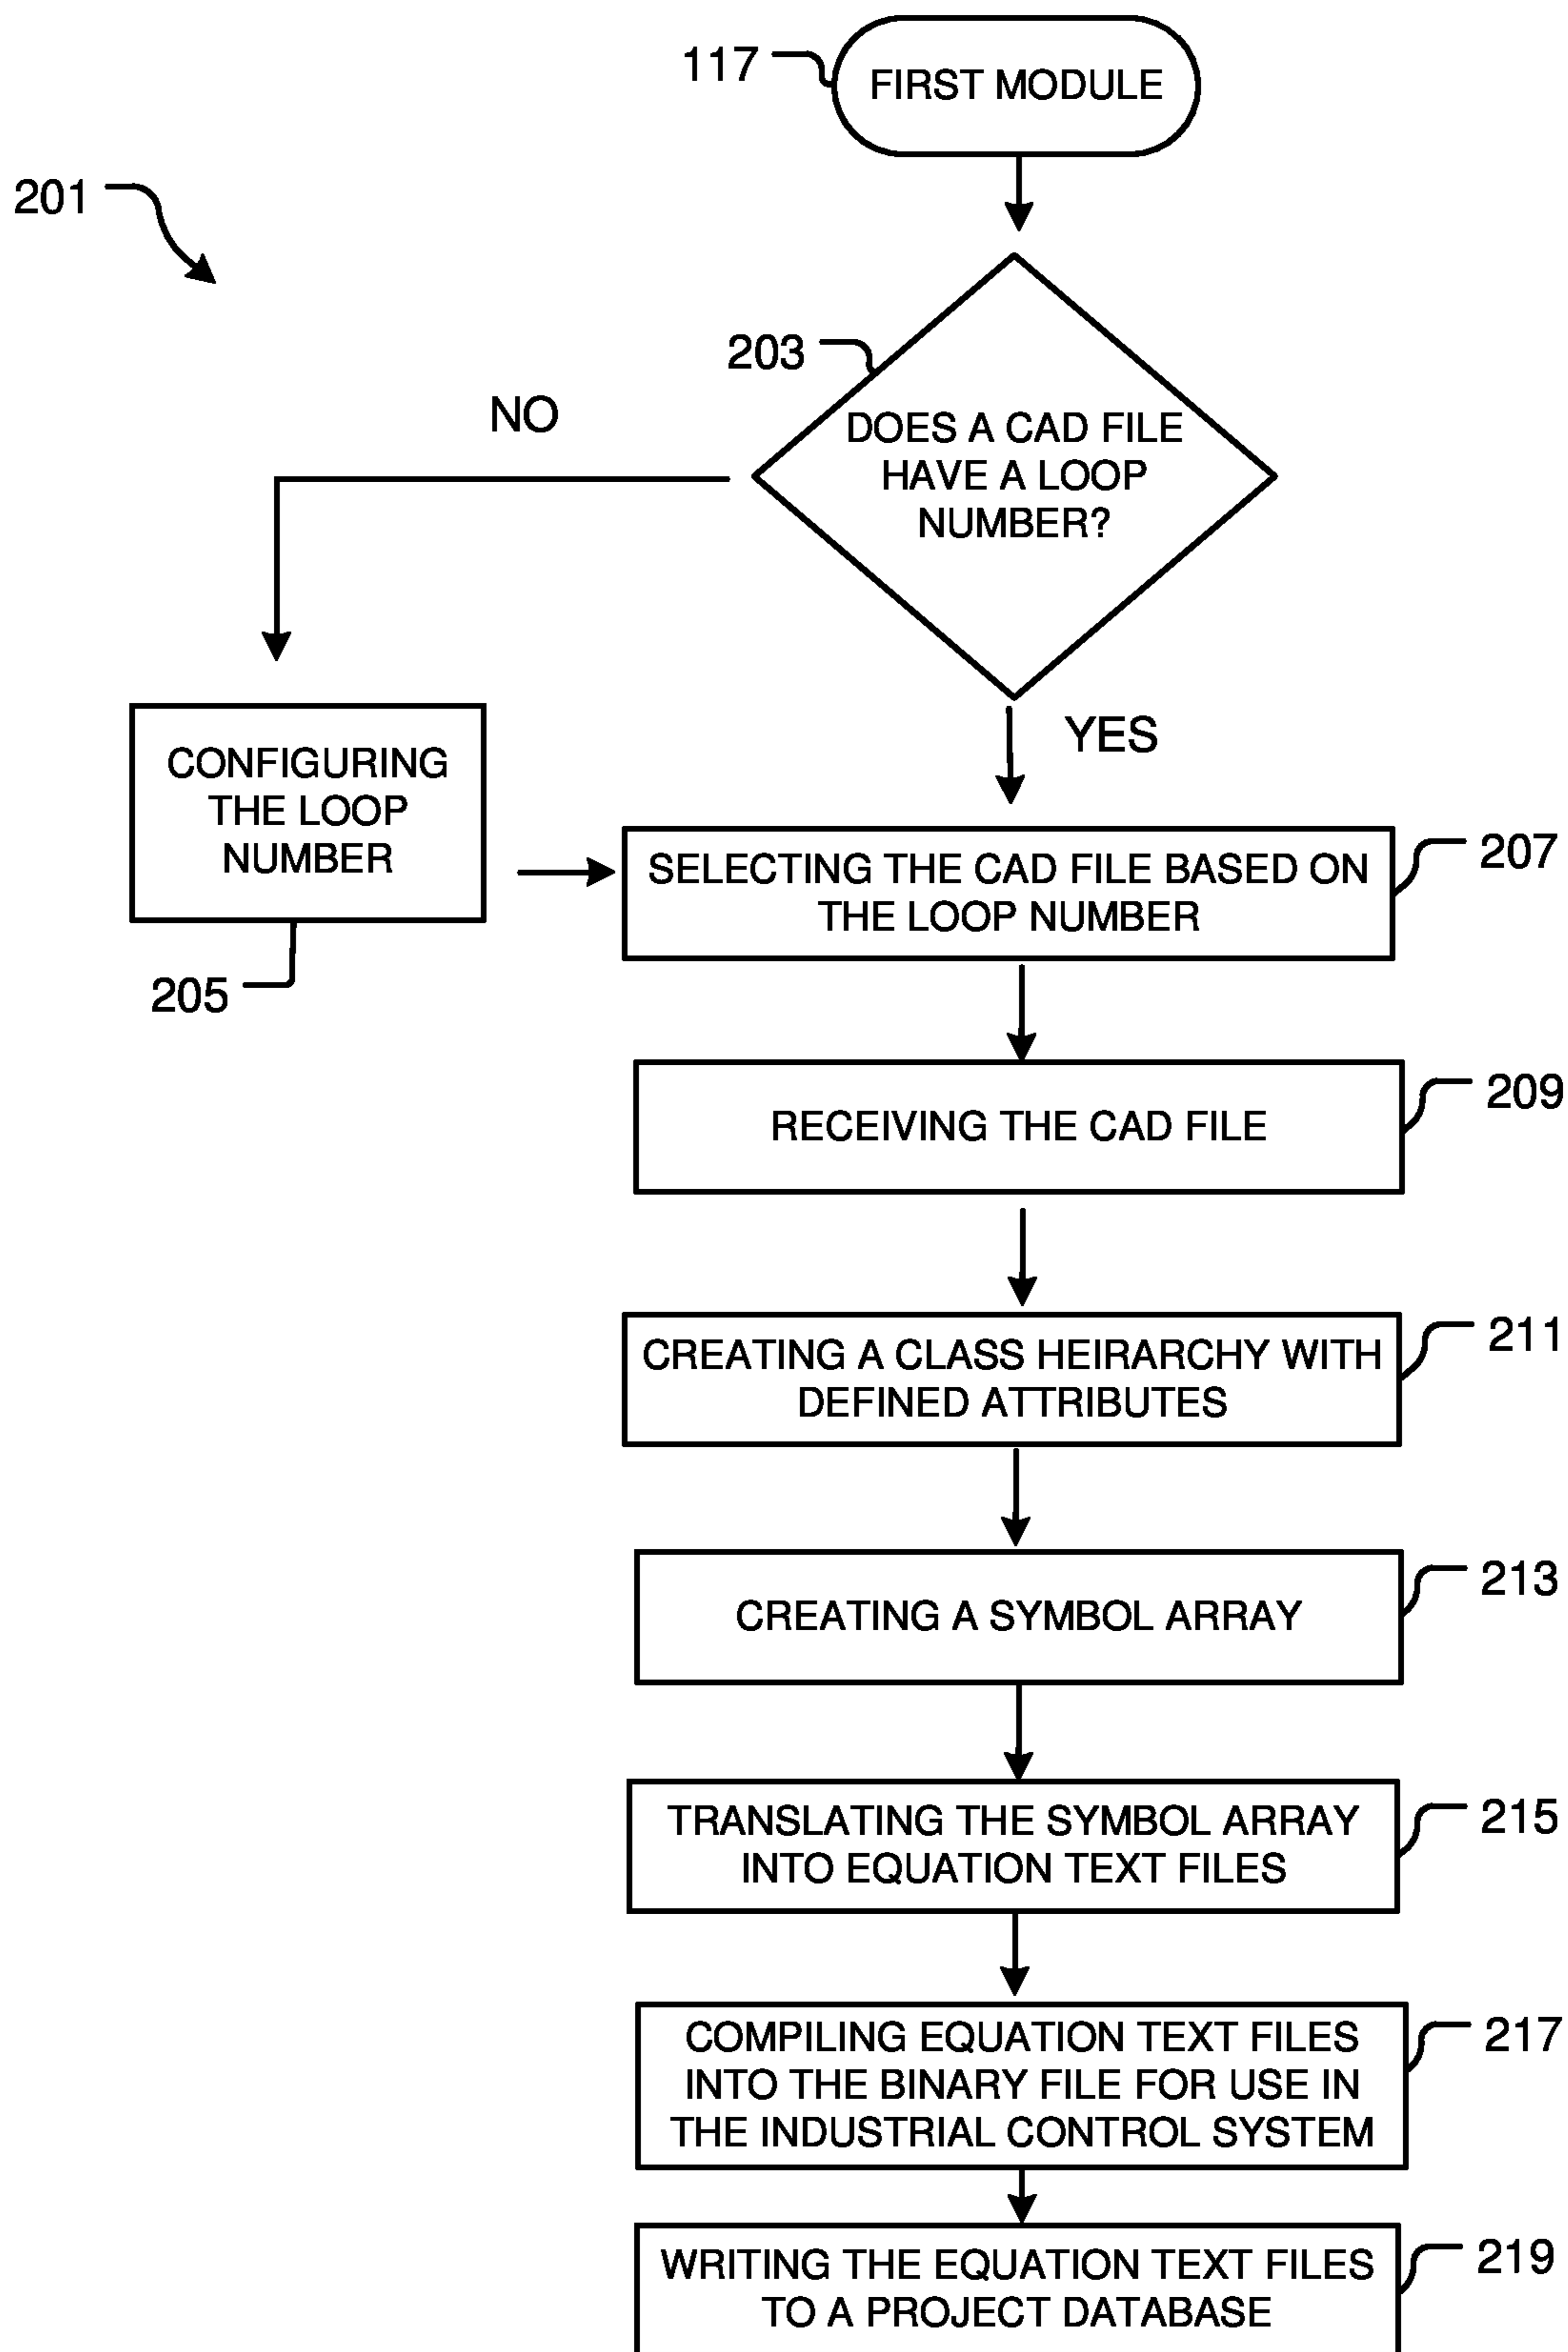 117
FIRST MODULE
201
203
NO
DOES A CAD FILE
HAVE A LOOP
NUMBER?
YES
CONFIGURING
THE LOOP
NUMBER
205
207
SELECTING THE CAD FILE BASED ON
THE LOOP NUMBER
209
RECEIVING THE CAD FILE
211
CREATING A CLASS HEIRARCHY WITH
DEFINED ATTRIBUTES
213
CREATING A SYMBOL ARRAY
215
TRANSLATING THE SYMBOL ARRAY
INTO EQUATION TEXT FILES
217
COMPILING EQUATION TEXT FILES
INTO THE BINARY FILE FOR USE IN
THE INDUSTRIAL CONTROL SYSTEM
219
WRITING THE EQUATION TEXT FILES
TO A PROJECT DATABASE